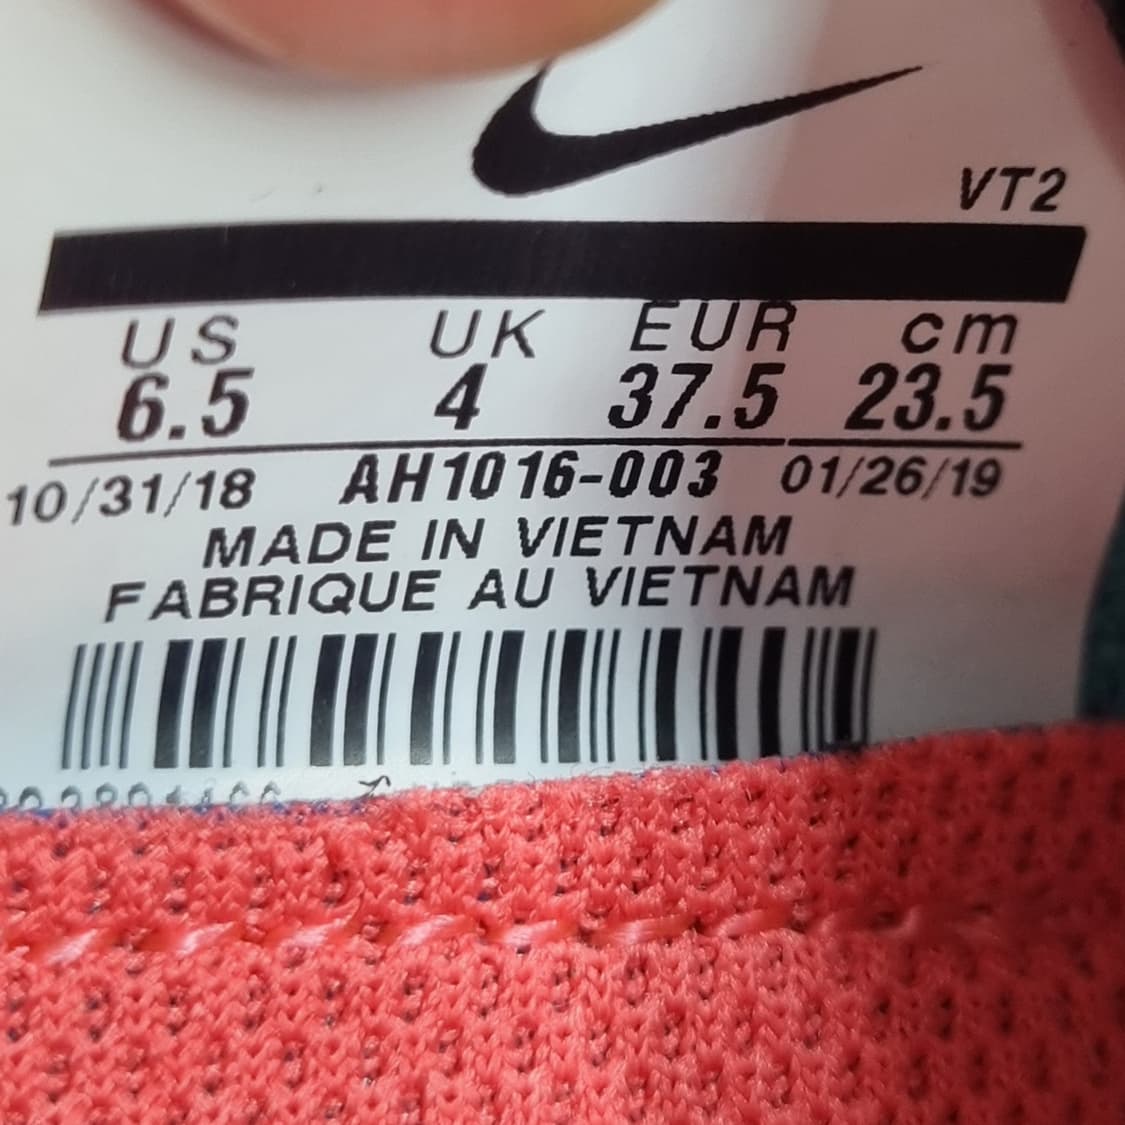 VT2
US UK EUR cm
6.5 4 37.5 23.5
10/31/18 AH1016-003 01/26/19
MADE IN VIETNAM
FABRIQUE AU VIETNAM